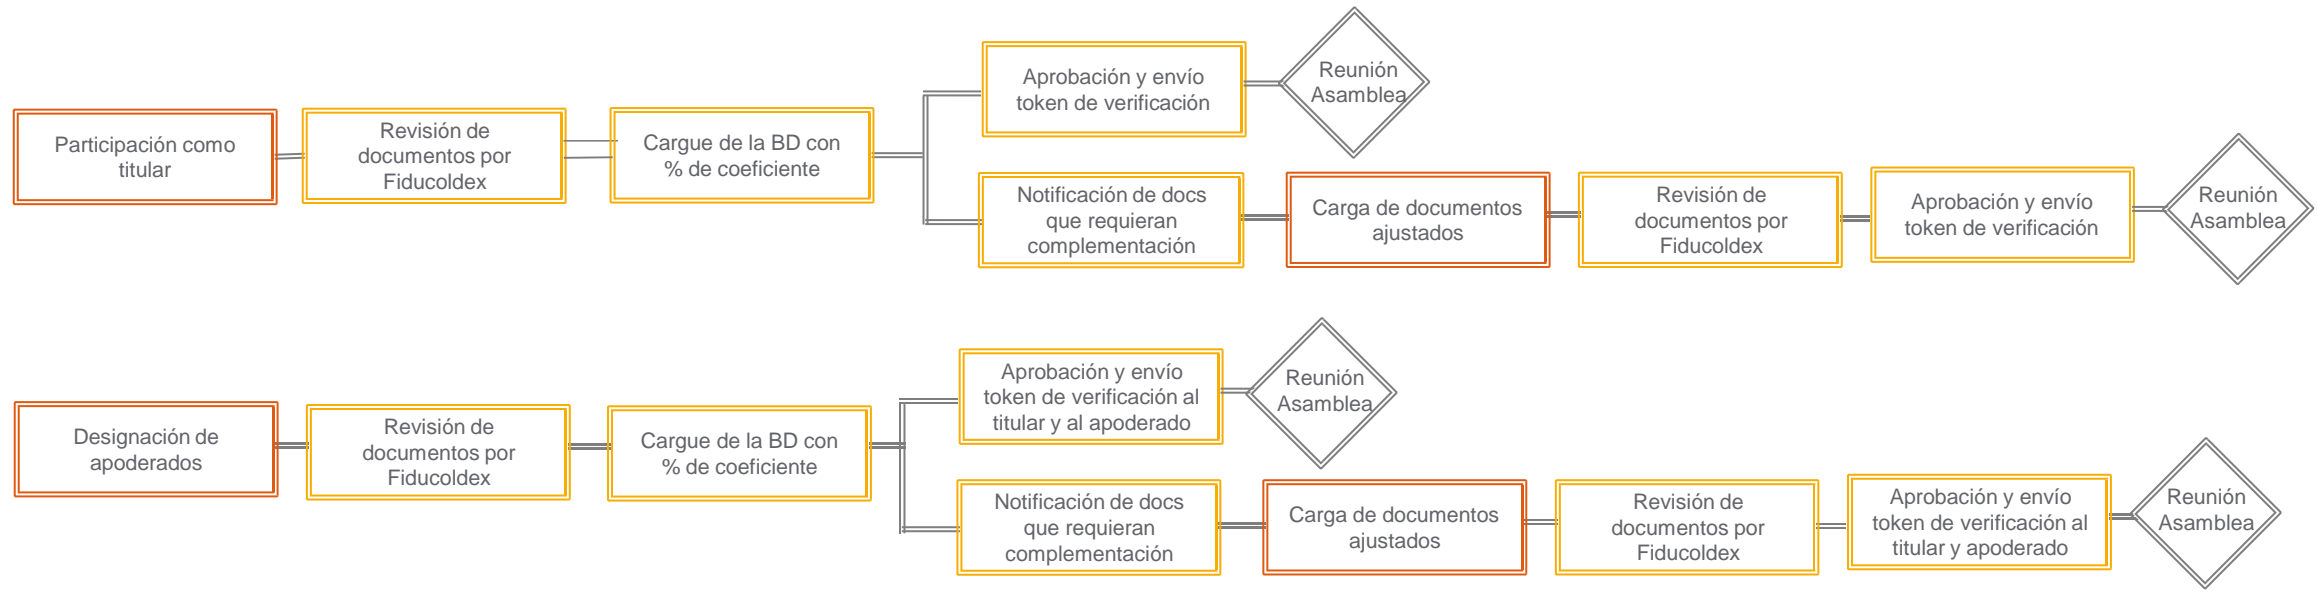 Participación como
titular
Revisión de
documentos por
Fiducoldex
Cargue de la BD con
% de coeficiente
Aprobación y envío
token de verificación
Reunión
Asamblea
Notificación de docs
que requieran
complementación
Carga de documentos
ajustados
Revisión de
documentos por
Fiducoldex
Aprobación y envío
token de verificación
Reunión
Asamblea
Designación de
apoderados
Revisión de
documentos por
Fiducoldex
Cargue de la BD con
% de coeficiente
Aprobación y envío
token de verificación al
titular y al apoderado
Reunión
Asamblea
Notificación de docs
que requieran
complementación
Carga de documentos
ajustados
Revisión de
documentos por
Fiducoldex
Aprobación y envío
token de verificación al
titular y apoderado
Reunión
Asamblea